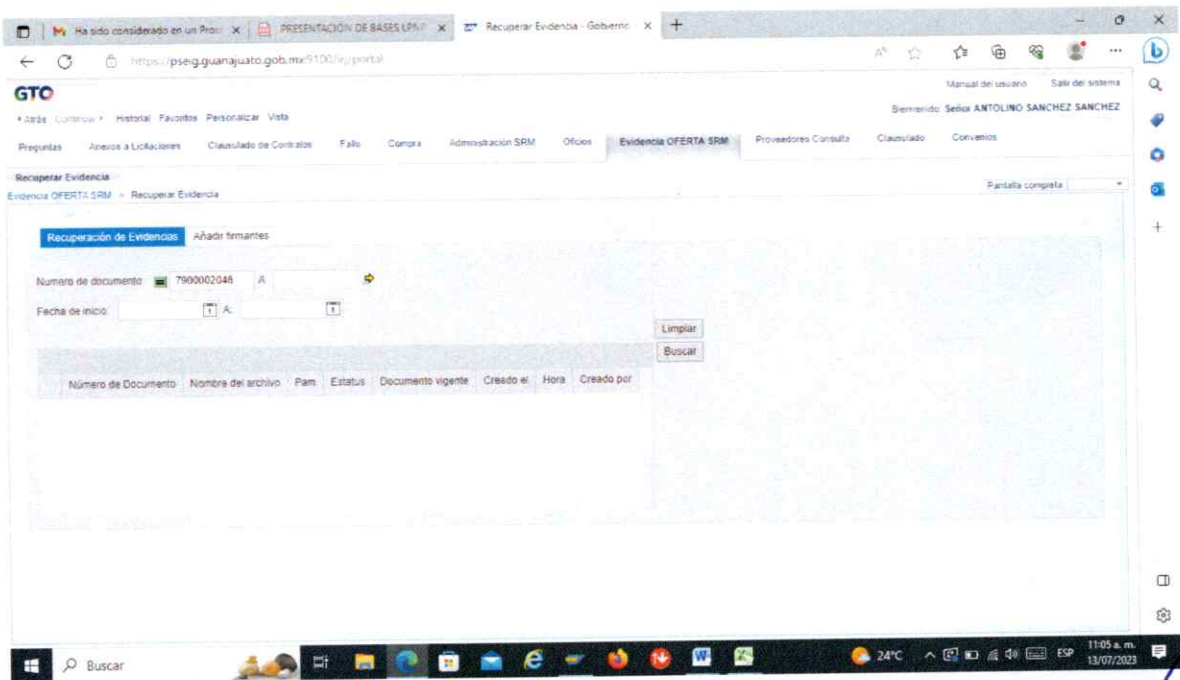 Ha sido considerado en un Proc
PRESENTACIÓN DE BASES LPN
Recuperar Evidencia - Gobierno
https://pseig.guanajuato.gob.mx:9100/irj/portal
GTO
Manual del usuario Salir del sistema
Atrás Continuar Historial Favoritos Personalizar Vista
Bienvenido: Señor ANTOLINO SANCHEZ SANCHEZ
Preguntas Anexos a Licitaciones Clausulado de Contratos Fallo Compra Administración SRM Oficios Evidencia OFERTA SRM Proveedores Consulta Clausulado Convenios
Recuperar Evidencia
Evidencia OFERTA SRM > Recuperar Evidencia
Pantalla completa
Recuperación de Evidencias Añadir firmantes
Numero de documento 7900002046 A
Fecha de inicio: A:
Limpiar
Buscar
Número de Documento Nombre del archivo Pam Estatus Documento vigente Creado el Hora Creado por
Buscar
24°C
ESP
11:05 a. m.
13/07/2023